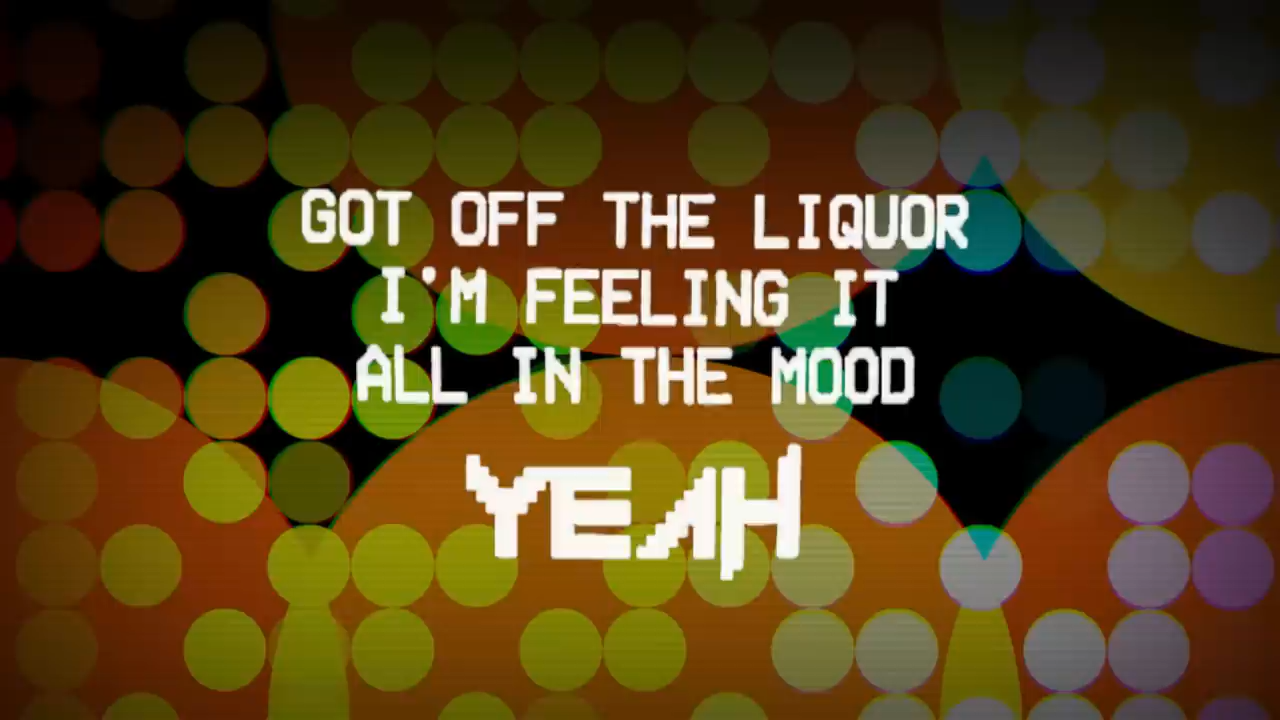 GOT OFF THE LIQUOR
I'M FEELING IT
ALL IN THE MOOD
YEAH